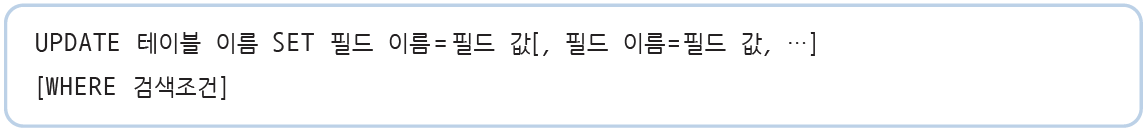 UPDATE 테이블 이름 SET 필드 이름=필드 값[, 필드 이름=필드 값, …]
[WHERE 검색조건]